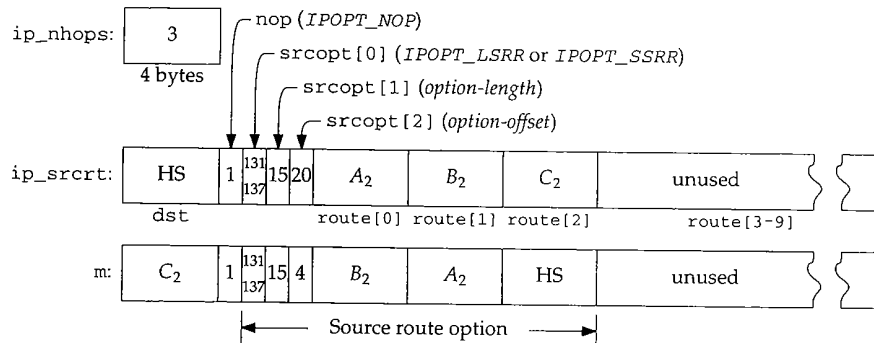 nop (IPOPT_NOP)
ip_nhops: 3
srcopt[0] (IPOPT_LSRR or IPOPT_SSRR)
4 bytes
srcopt[1] (option-length)
srcopt[2] (option-offset)
ip_srcrt: HS 1 131 137 15 20 A2 B2 C2 unused
dst route[0] route[1] route[2] route[3-9]
m: C2 1 131 137 15 4 B2 A2 HS unused
Source route option